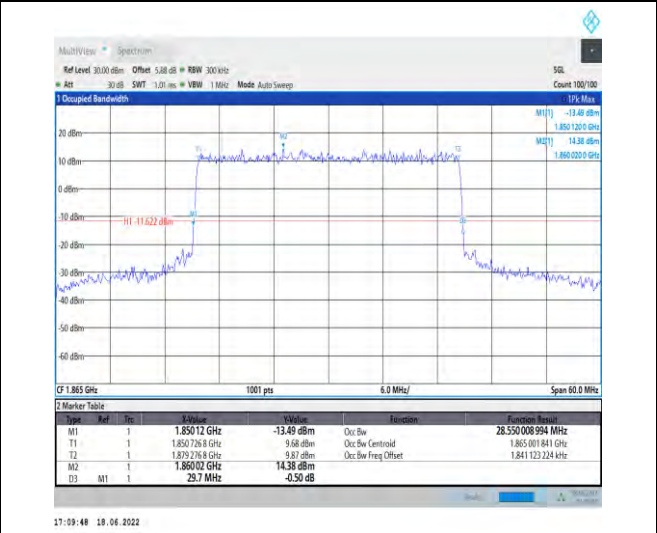 MultiView Spectrum
Ref Level 30.00 dBm Offset 5.88 dB RBW 300 kHz SGL
Att 30 dB SWT 1.01 ms VBW 1 MHz Mode Auto Sweep Count 100/100
1 Occupied Bandwidth 1Pk Max
M1[1] -13.49 dBm
1.850 120 0 GHz
M2[1] 14.38 dBm
1.860 020 0 GHz
20 dBm
M2
T1 T2
10 dBm
0 dBm
-10 dBm
H1 -11.622 dBm
M1
D3
-20 dBm
-30 dBm
-40 dBm
-50 dBm
-60 dBm
CF 1.865 GHz 1001 pts 6.0 MHz/ Span 60.0 MHz
2 Marker Table
Type Ref Trc X-Value Y-Value Function Function Result
M1 1 1.85012 GHz -13.49 dBm Occ Bw 28.550 008 994 MHz
T1 1 1.850 726 8 GHz 9.68 dBm Occ Bw Centroid 1.865 001 841 GHz
T2 1 1.879 276 8 GHz 9.87 dBm Occ Bw Freq Offset 1.841 123 224 kHz
M2 1 1.86002 GHz 14.38 dBm
D3 M1 1 29.7 MHz -0.50 dB
17:09:48 18.06.2022